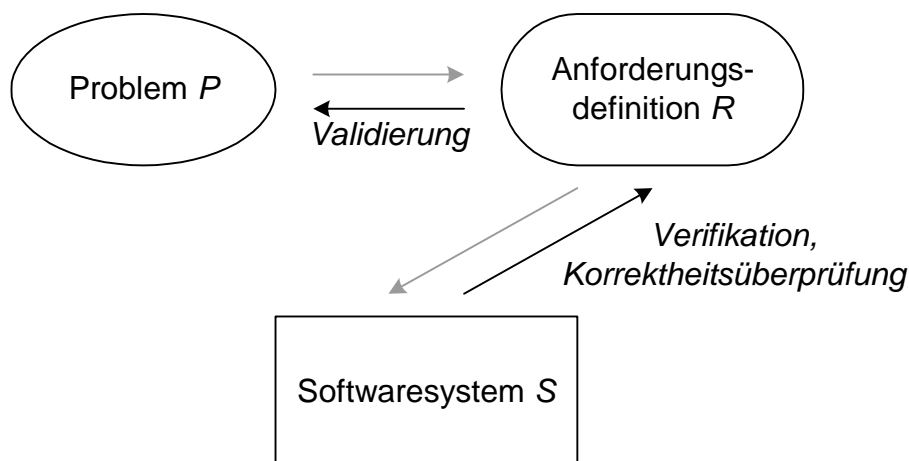 Problem P
Anforderungs-
definition R
Validierung
Verifikation,
Korrektheitsüberprüfung
Softwaresystem S